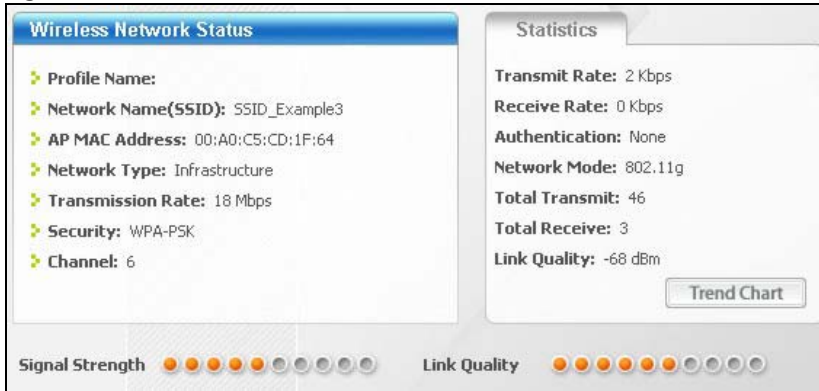 Wireless Network Status
Profile Name:
Network Name(SSID): SSID_Example3
AP MAC Address: 00:A0:C5:CD:1F:64
Network Type: Infrastructure
Transmission Rate: 18 Mbps
Security: WPA-PSK
Channel: 6
Statistics
Transmit Rate: 2 Kbps
Receive Rate: 0 Kbps
Authentication: None
Network Mode: 802.11g
Total Transmit: 46
Total Receive: 3
Link Quality: -68 dBm
Trend Chart
Signal Strength
Link Quality